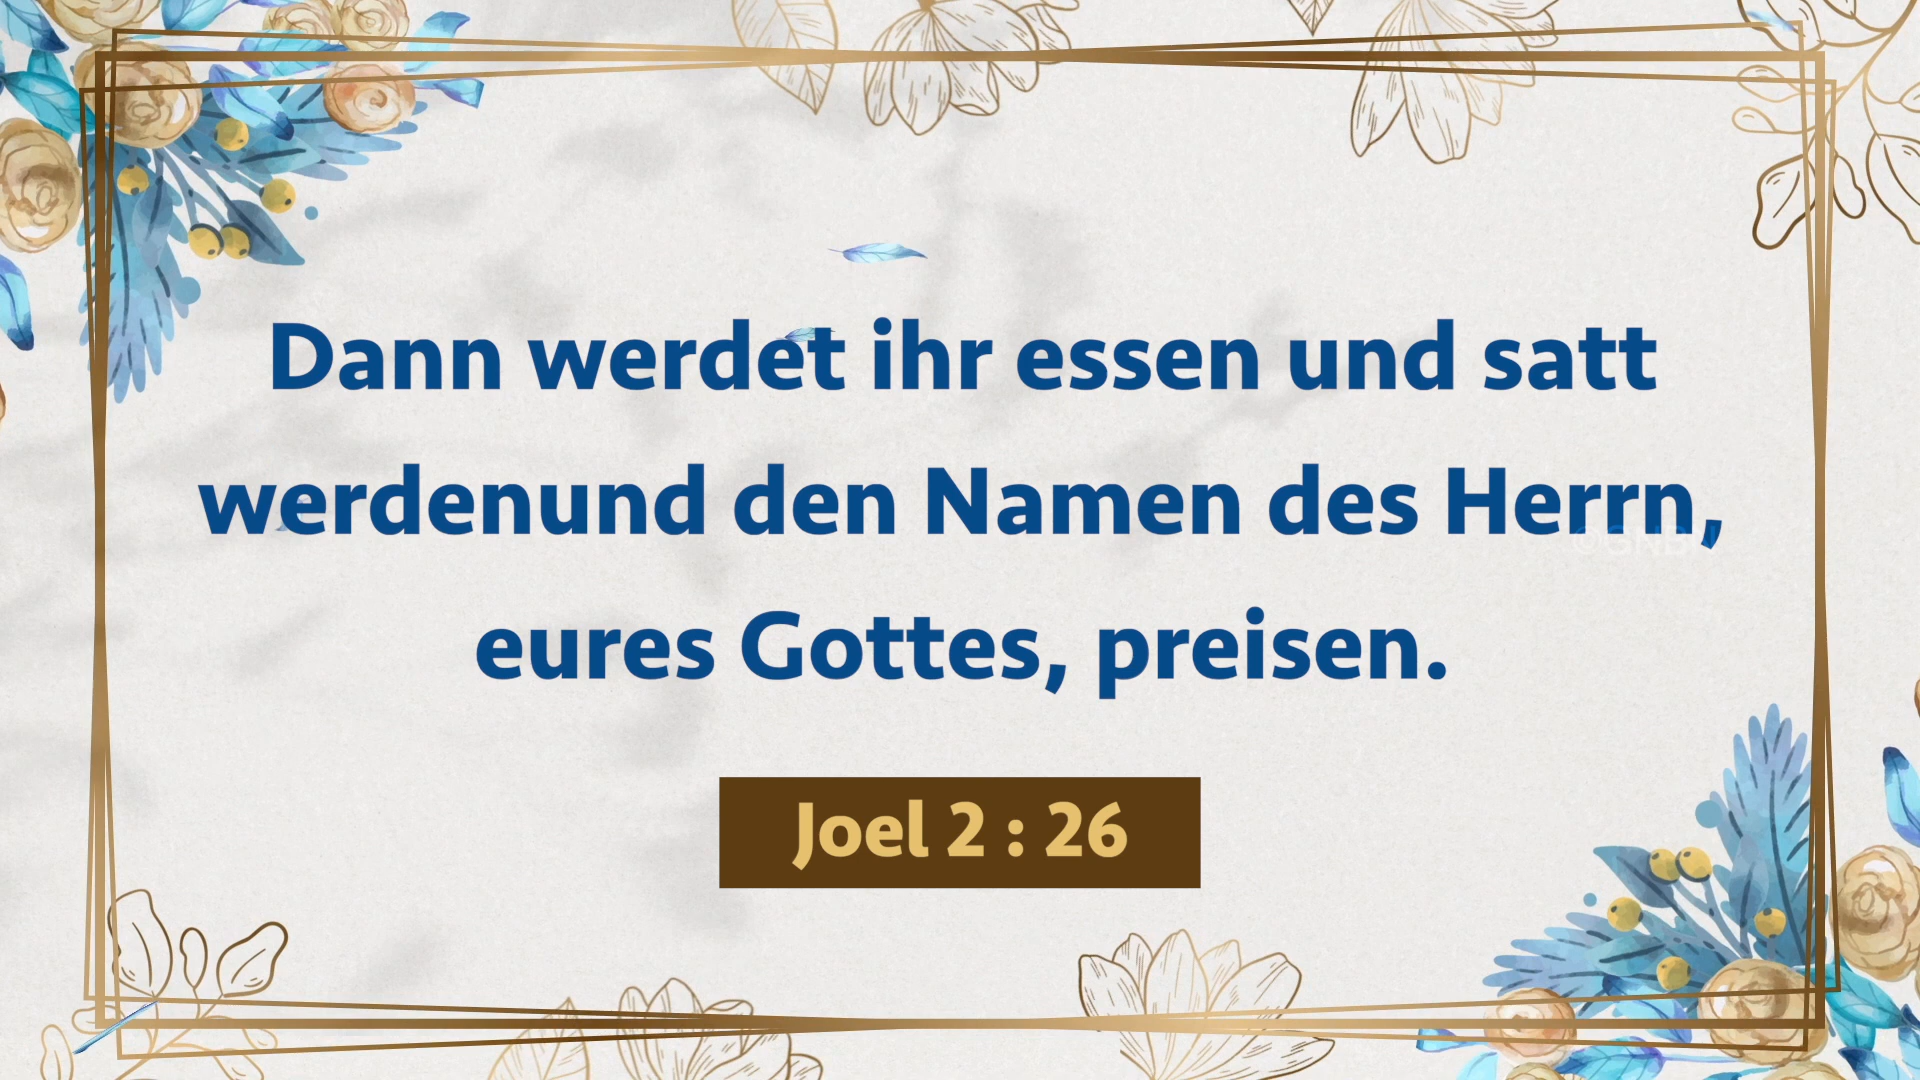 Dann werdet ihr essen und satt
werdenund den Namen des Herrn,
eures Gottes, preisen.
Joel 2 : 26